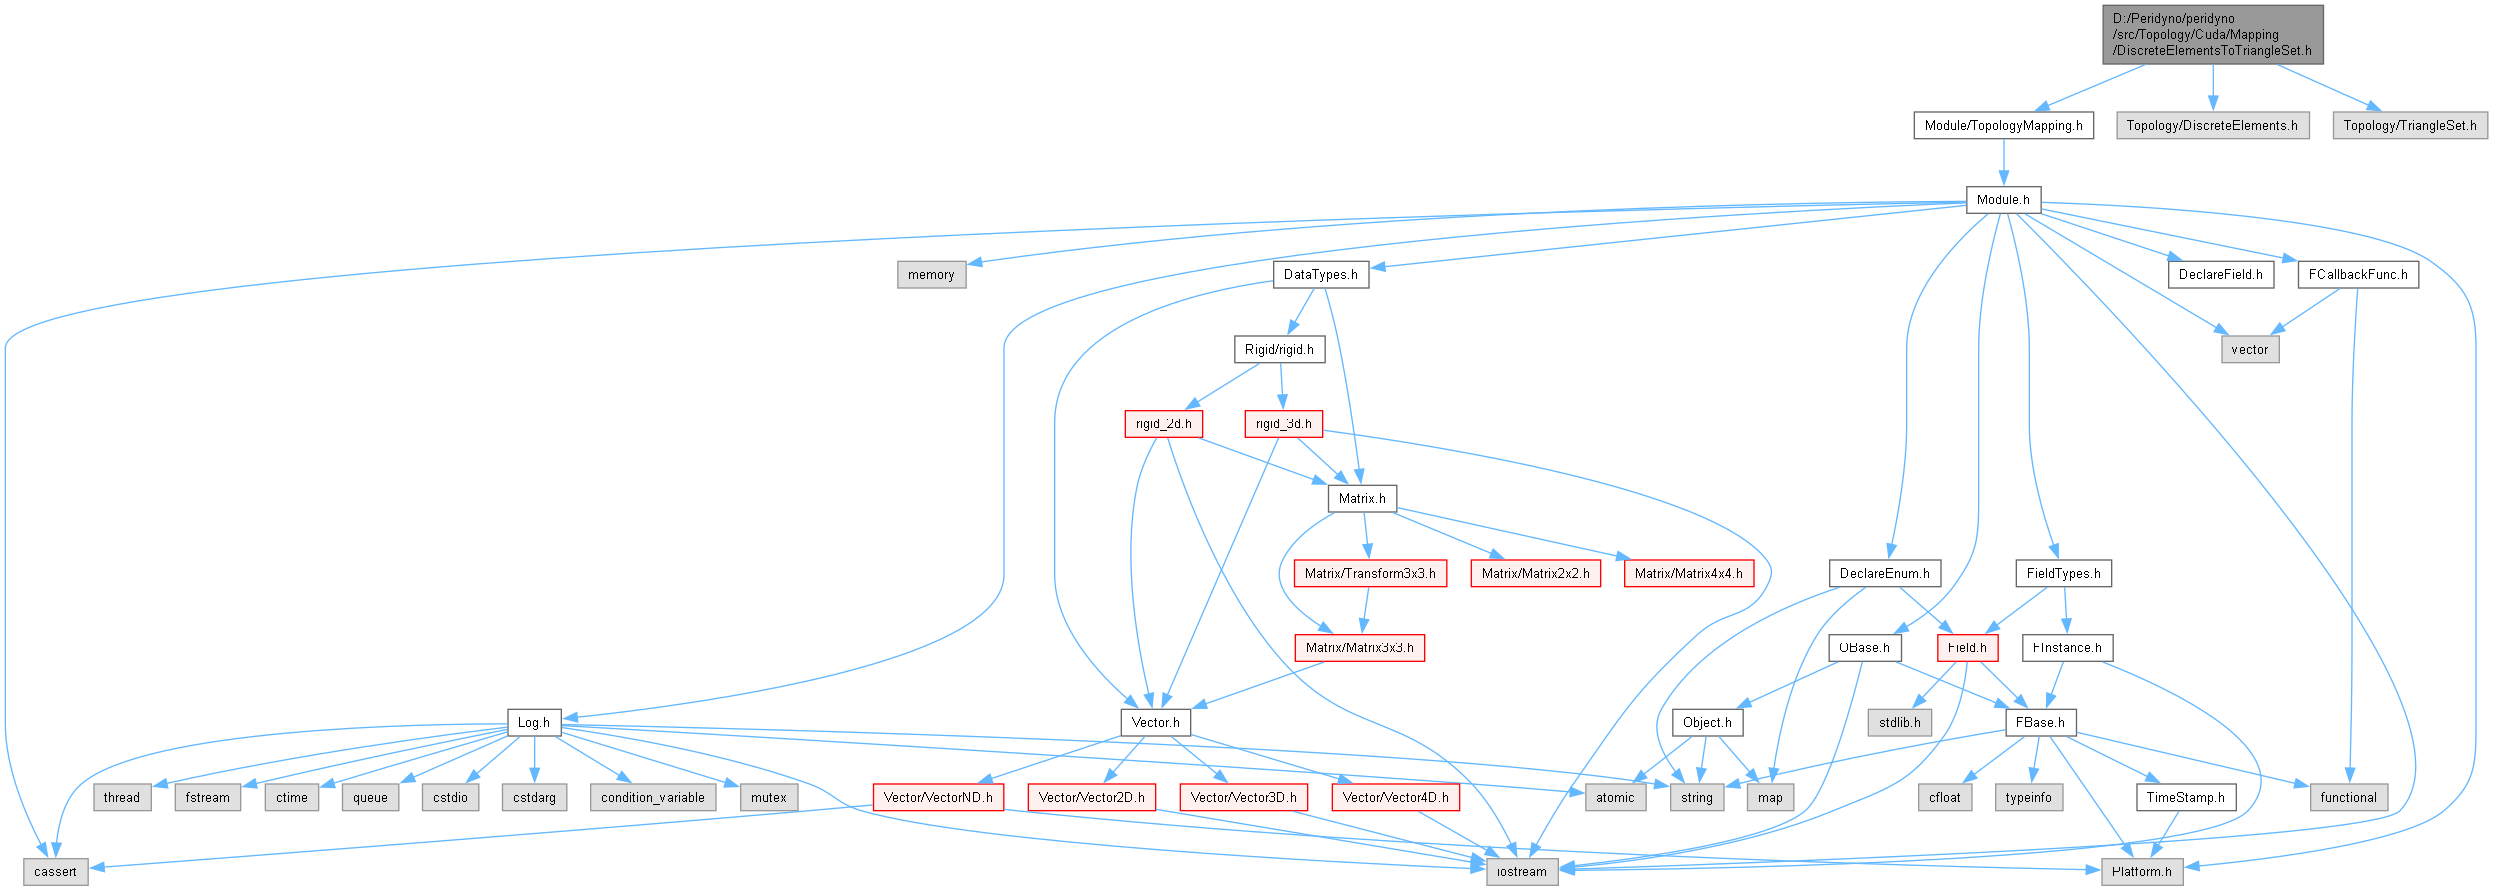 D:/Peridyno/peridyno
/src/Topology/Cuda/Mapping
/DiscreteElementsToTriangleSet.h
Module/TopologyMapping.h
Topology/DiscreteElements.h
Topology/TriangleSet.h
Module.h
memory
DataTypes.h
DeclareField.h
FCallbackFunc.h
Rigid/rigid.h
vector
rigid_2d.h
rigid_3d.h
Matrix.h
Matrix/Transform3x3.h
Matrix/Matrix2x2.h
Matrix/Matrix4x4.h
DeclareEnum.h
FieldTypes.h
Matrix/Matrix3x3.h
OBase.h
Field.h
FInstance.h
Log.h
Vector.h
Object.h
stdlib.h
FBase.h
thread
fstream
ctime
queue
cstdio
cstdarg
condition_variable
mutex
Vector/VectorND.h
Vector/Vector2D.h
Vector/Vector3D.h
Vector/Vector4D.h
atomic
string
map
cfloat
typeinfo
TimeStamp.h
functional
cassert
iostream
Platform.h